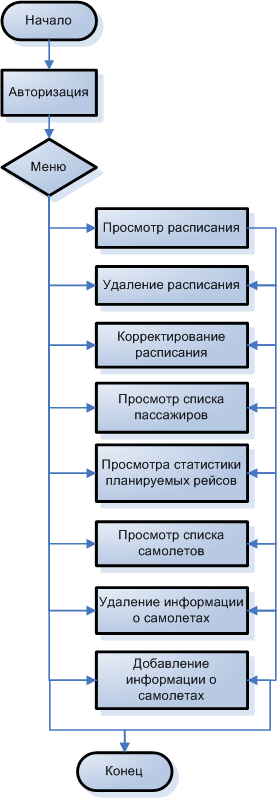 Начало
Авторизация
Меню
Просмотр расписания
Удаление расписания
Корректирование
расписания
Просмотр списка
пассажиров
Просмотра статистики
планируемых рейсов
Просмотр списка
самолетов
Удаление информации
о самолетах
Добавление
информации о
самолетах
Конец